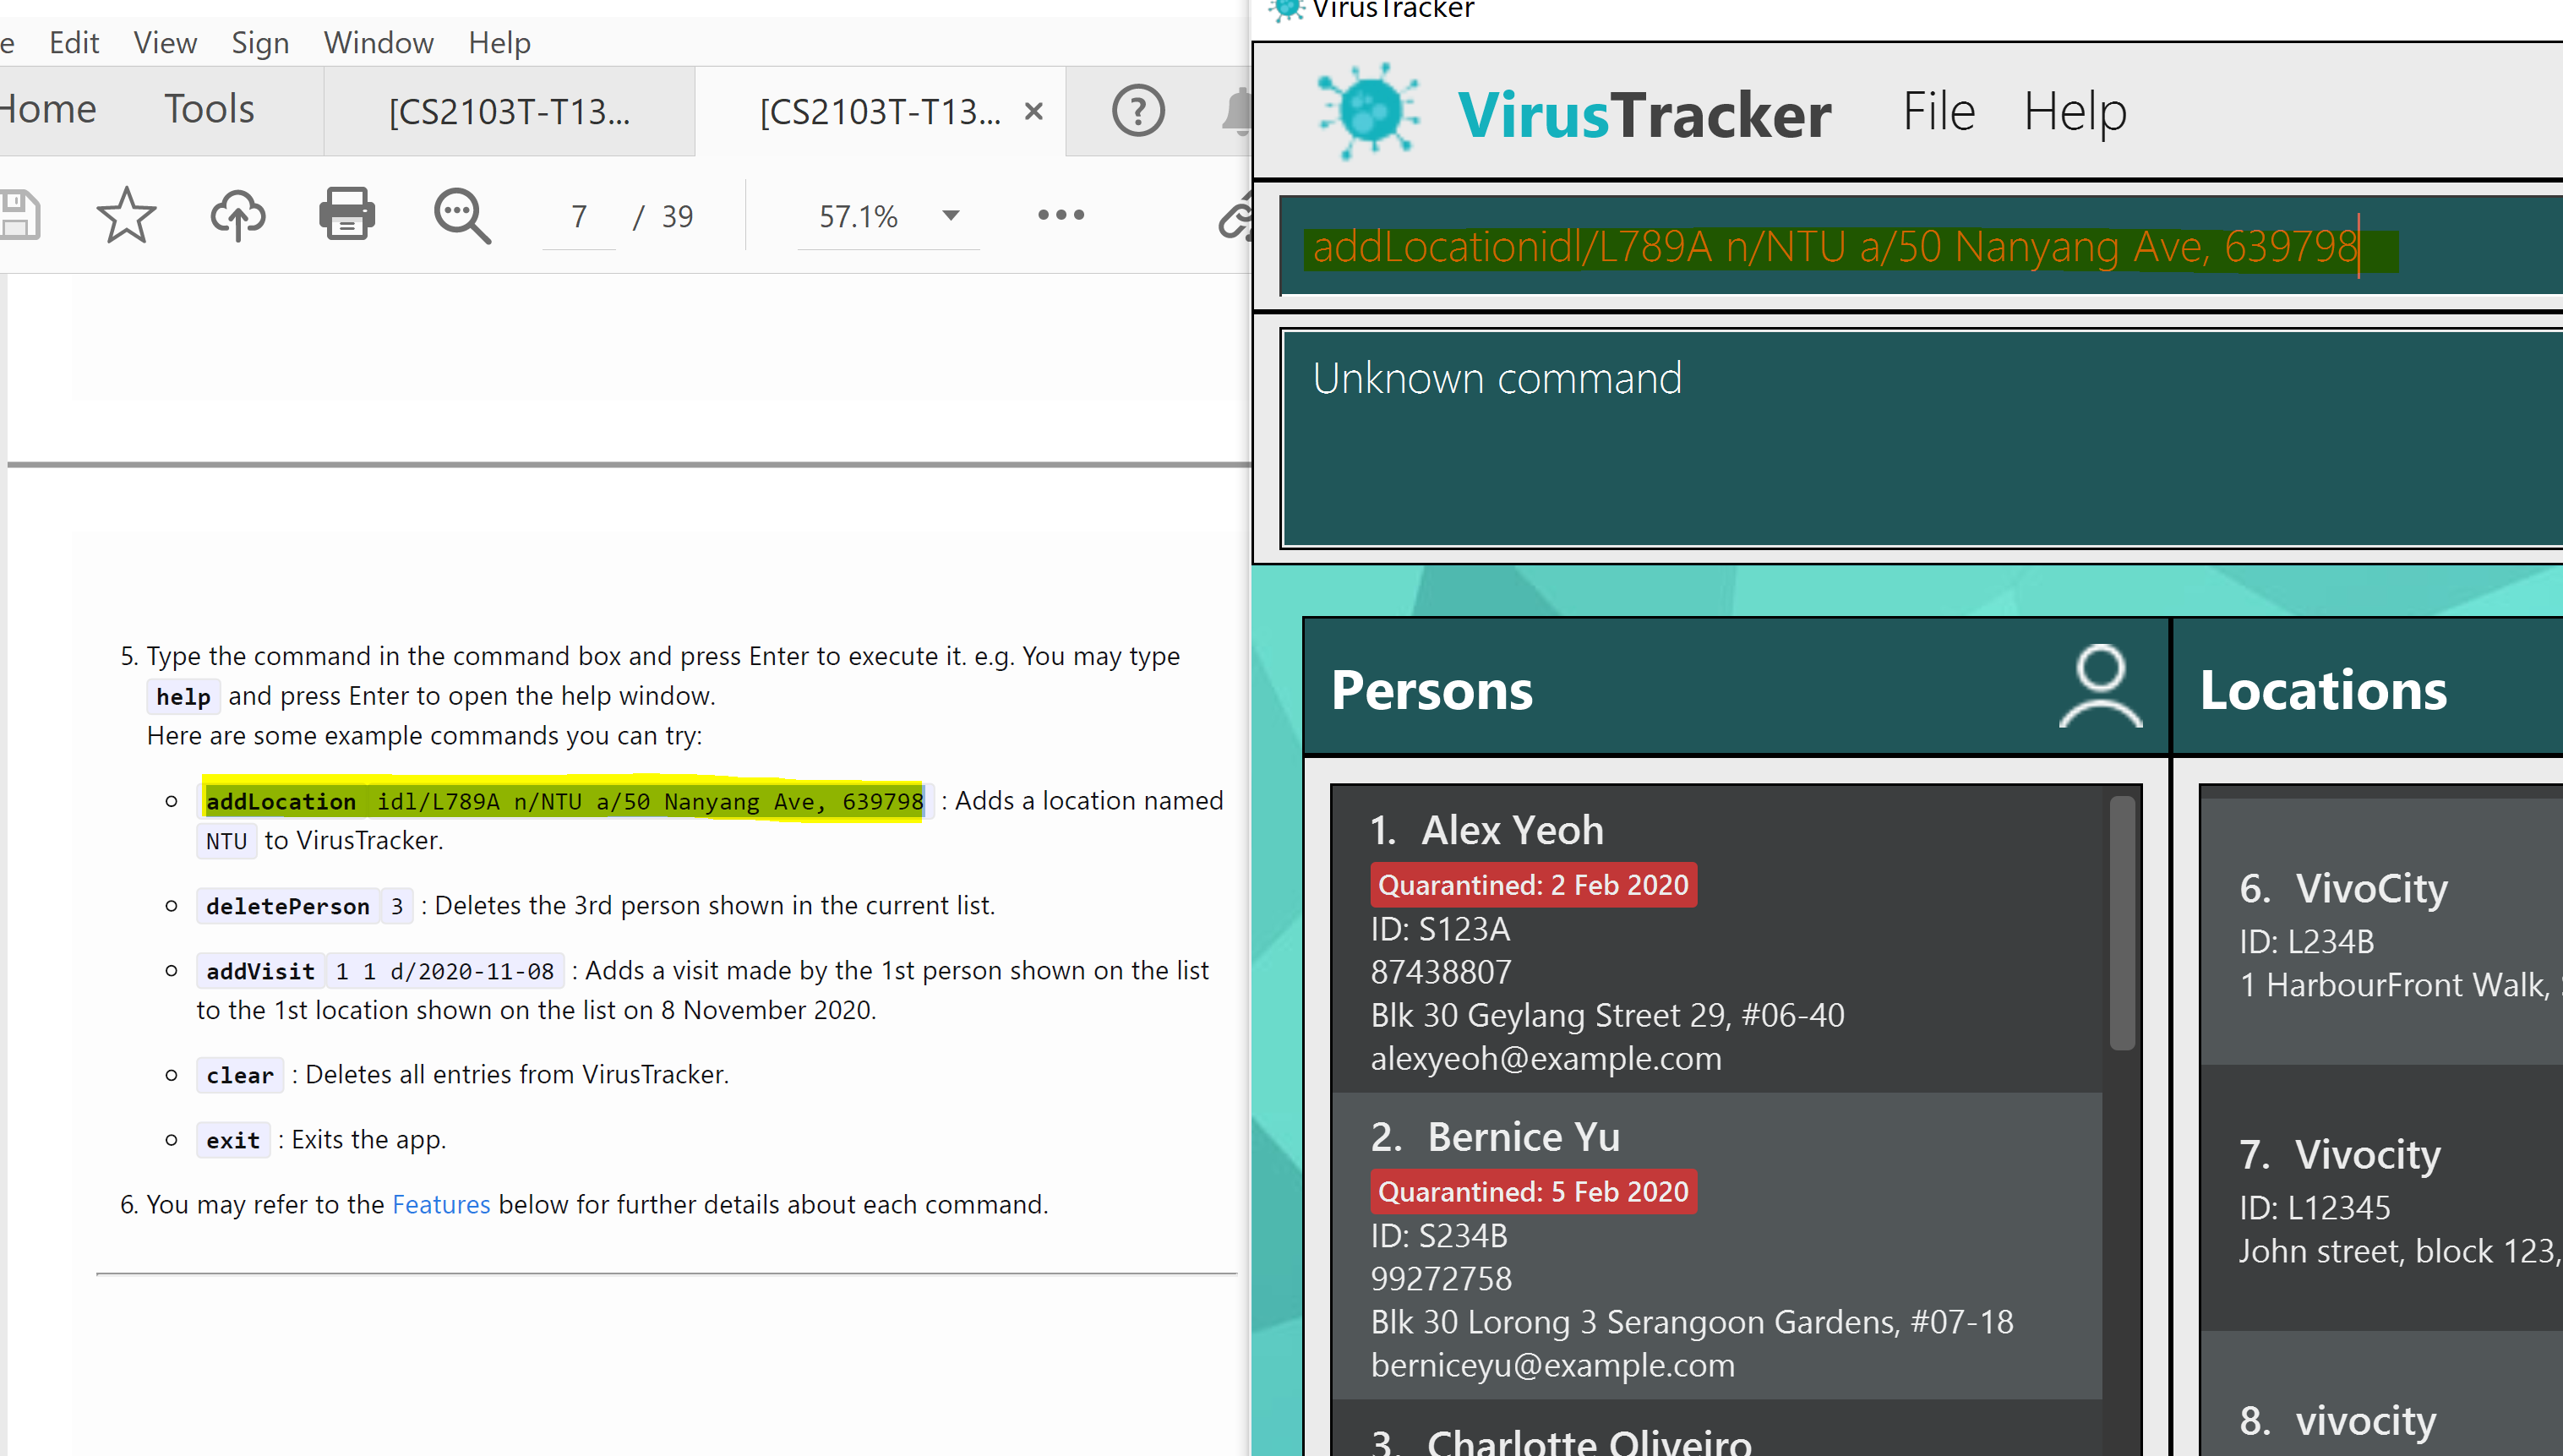 e Edit View Sign Window Help
Home Tools [CS2103T-T13... [CS2103T-T13... ×
7 / 39 57.1%
5. Type the command in the command box and press Enter to execute it. e.g. You may type
help and press Enter to open the help window.
Here are some example commands you can try:
addLocation idl/L789A n/NTU a/50 Nanyang Ave, 639798 : Adds a location named
NTU to VirusTracker.
deletePerson 3 : Deletes the 3rd person shown in the current list.
addVisit 1 1 d/2020-11-08 : Adds a visit made by the 1st person shown on the list
to the 1st location shown on the list on 8 November 2020.
clear : Deletes all entries from VirusTracker.
exit : Exits the app.
6. You may refer to the Features below for further details about each command.
VirusTracker
VirusTracker File Help
addLocationidl/L789A n/NTU a/50 Nanyang Ave, 639798
Unknown command
Persons
1. Alex Yeoh
Quarantined: 2 Feb 2020
ID: S123A
87438807
Blk 30 Geylang Street 29, #06-40
alexyeoh@example.com
2. Bernice Yu
Quarantined: 5 Feb 2020
ID: S234B
99272758
Blk 30 Lorong 3 Serangoon Gardens, #07-18
berniceyu@example.com
3. Charlotte Oliveiro
Locations
6. VivoCity
ID: L234B
1 HarbourFront Walk,
7. Vivocity
ID: L12345
John street, block 123,
8. vivocity